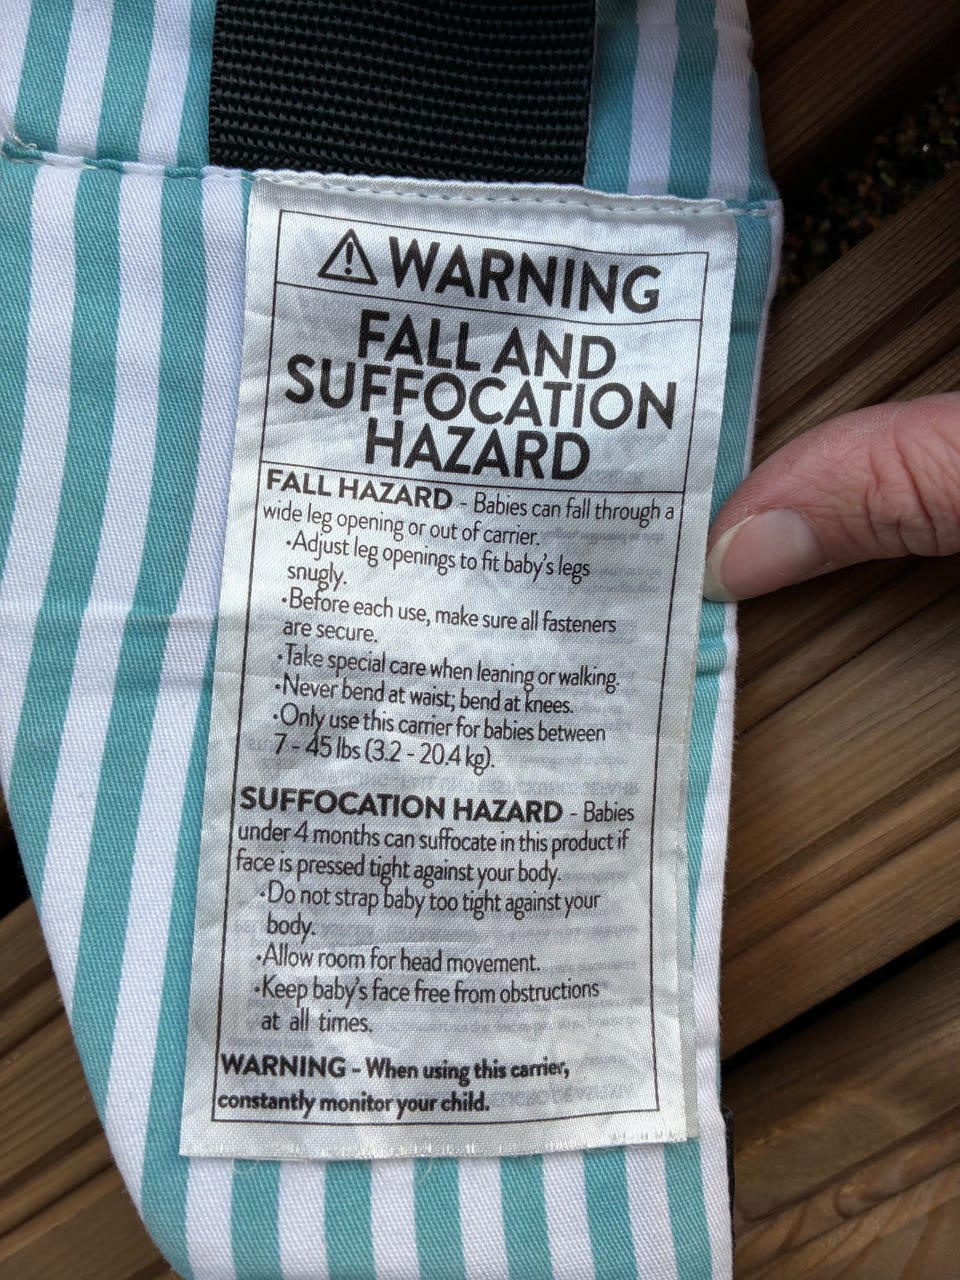 WARNING
FALL AND
SUFFOCATION
HAZARD
FALL HAZARD - Babies can fall through a
wide leg opening or out of carrier.
•Adjust leg openings to fit baby's legs
snugly.
•Before each use, make sure all fasteners
are secure.
•Take special care when leaning or walking.
•Never bend at waist; bend at knees.
•Only use this carrier for babies between
7 - 45 lbs (3.2 - 20.4 kg).
SUFFOCATION HAZARD - Babies
under 4 months can suffocate in this product if
face is pressed tight against your body.
•Do not strap baby too tight against your
body.
•Allow room for head movement.
•Keep baby's face free from obstructions
at all times.
WARNING - When using this carrier,
constantly monitor your child.